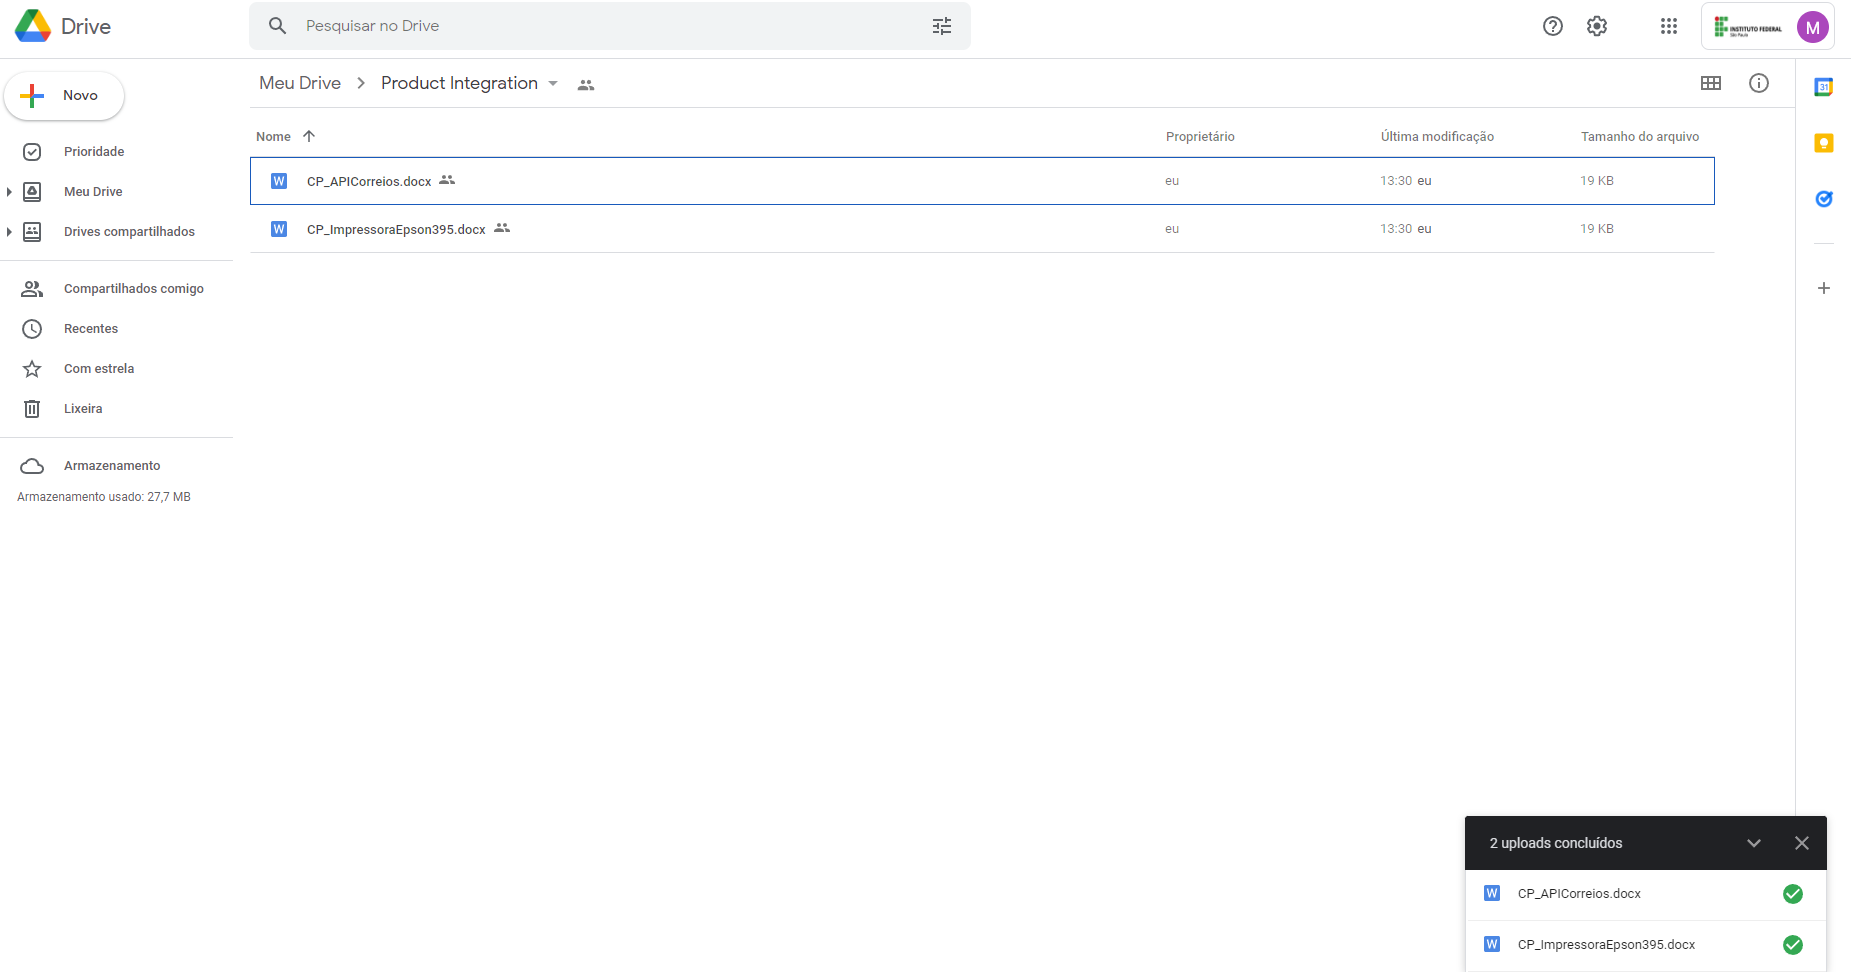 Drive
Pesquisar no Drive
INSTITUTO FEDERAL
São Paulo
M
Novo
Meu Drive
Product Integration
31
Nome
Proprietário
Última modificação
Tamanho do arquivo
Prioridade
W CP_APICorreios.docx eu 13:30 eu 19 KB
Meu Drive
W CP_ImpressoraEpson395.docx eu 13:30 eu 19 KB
Drives compartilhados
Compartilhados comigo
Recentes
Com estrela
Lixeira
Armazenamento
Armazenamento usado: 27,7 MB
2 uploads concluídos
W CP_APICorreios.docx
W CP_ImpressoraEpson395.docx